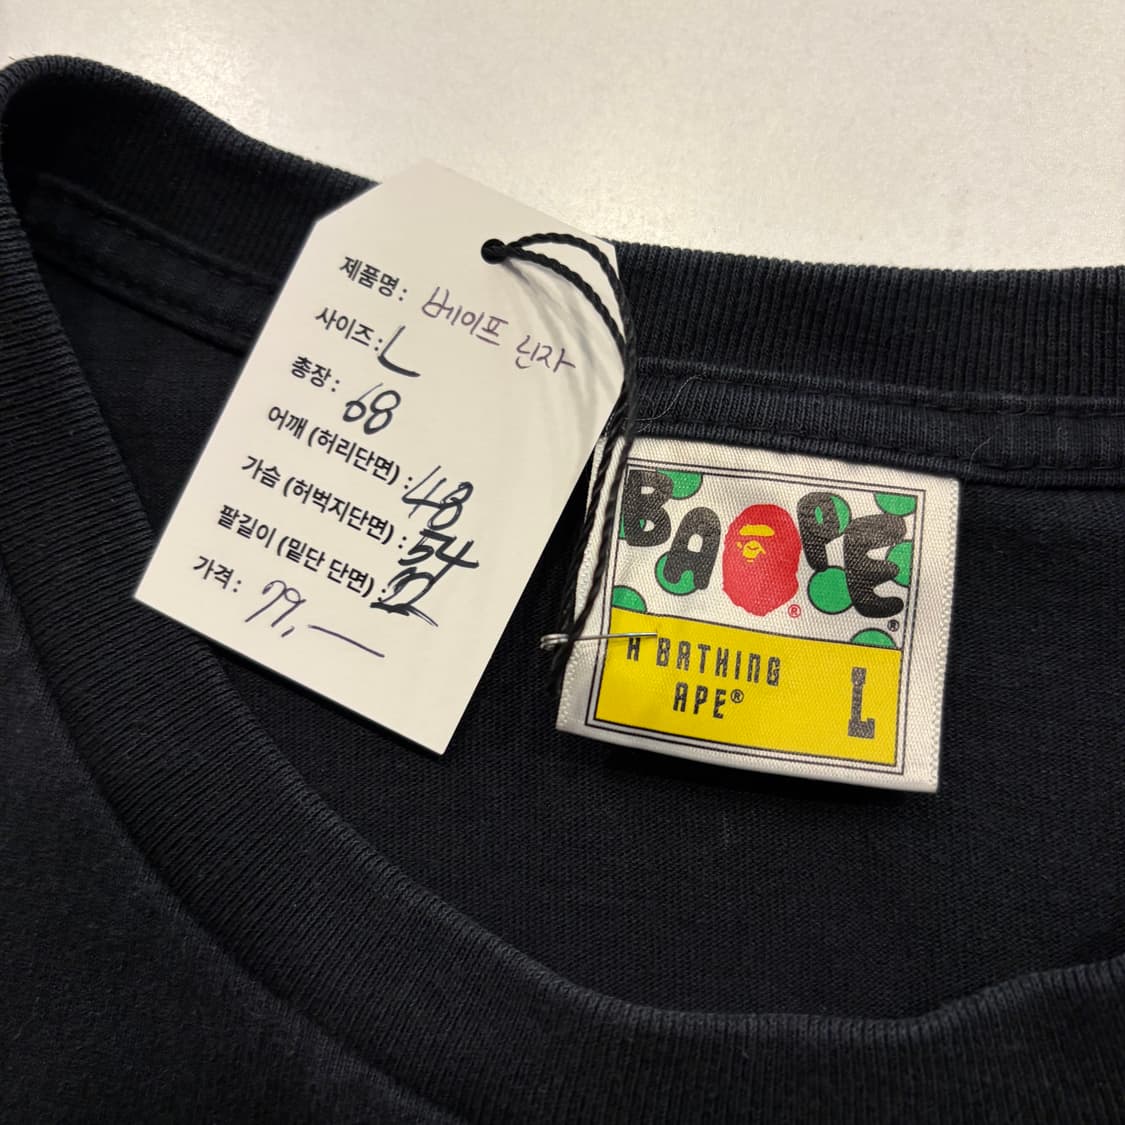 제품명 : 베이프 닌자
사이즈 : L
총장 : 68
어깨 (허리단면) : 48
가슴 (허벅지단면) : 54
팔길이 (밑단 단면) :
가격 : 79,—
BAPE®
®
A BATHING
APE®
L